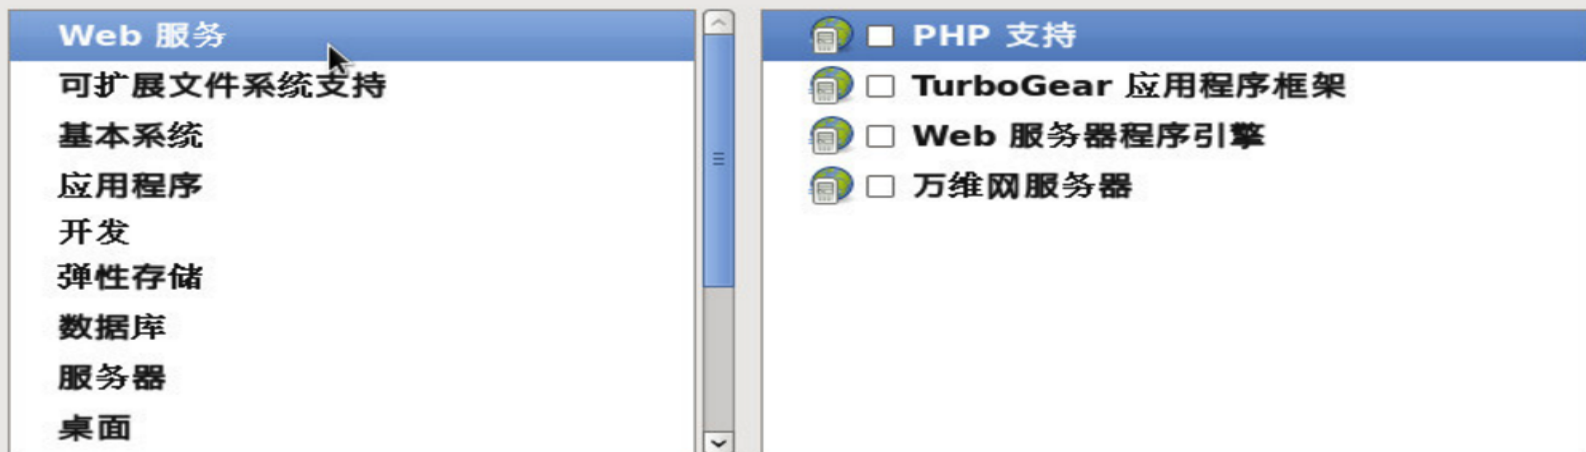 Web 服务
可扩展文件系统支持
基本系统
应用程序
开发
弹性存储
数据库
服务器
桌面
PHP 支持
TurboGear 应用程序框架
Web 服务器程序引擎
万维网服务器